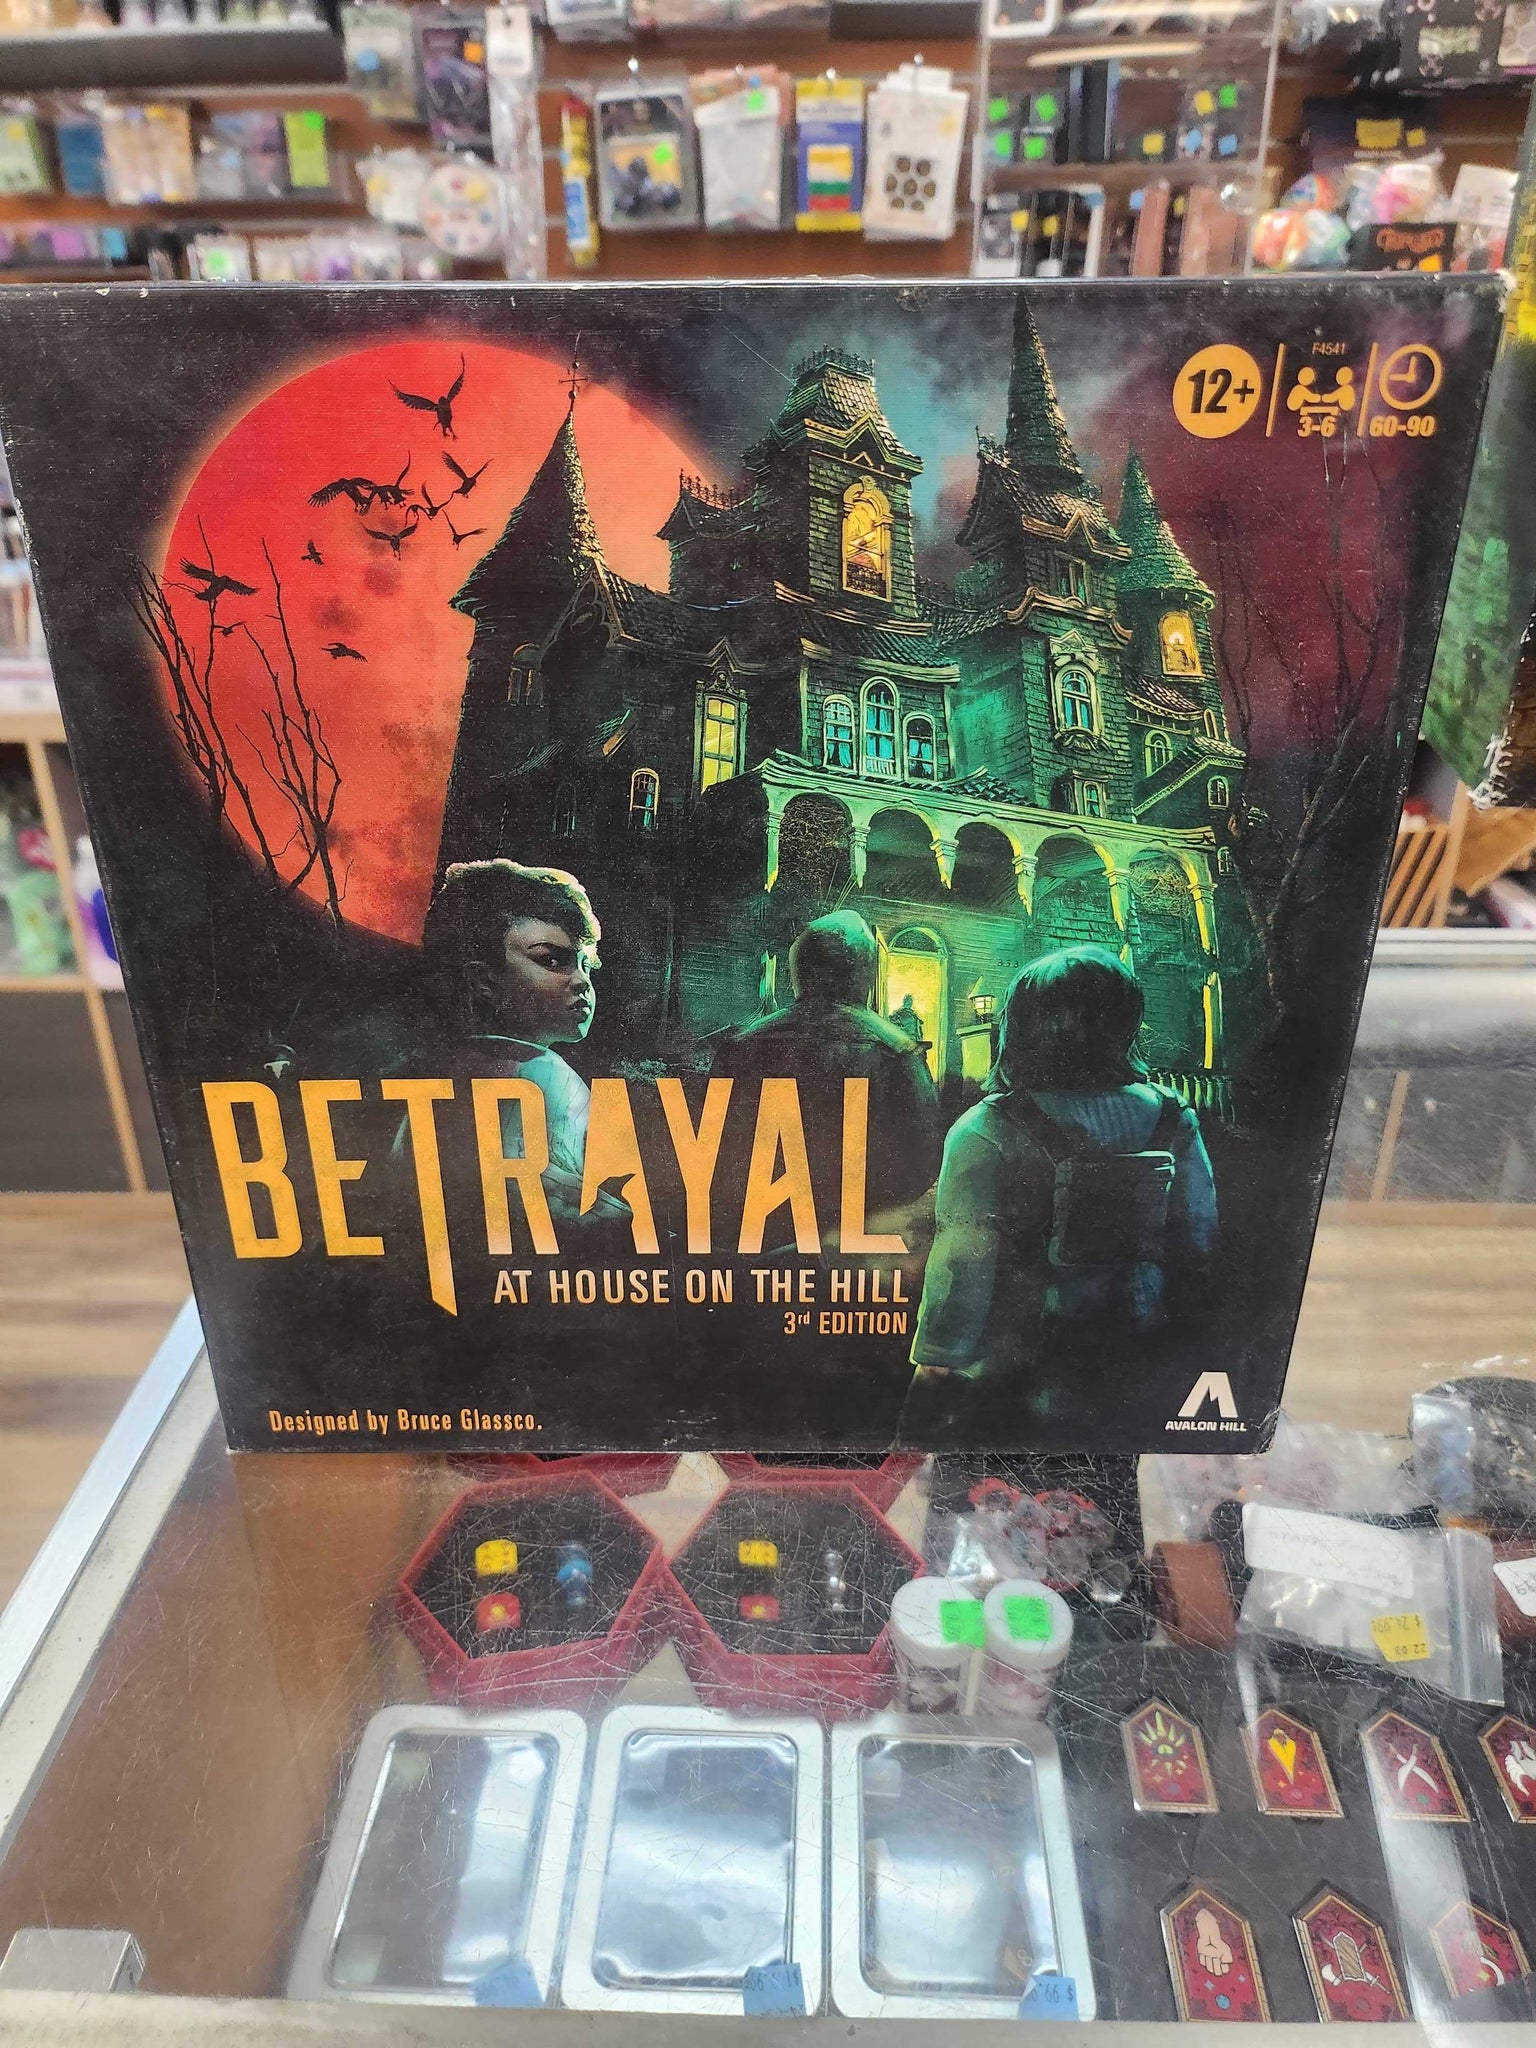 F4541
12+
3-6
60-90
BETRAYAL
AT HOUSE ON THE HILL
3rd EDITION
Designed by Bruce Glassco.
AVALON HILL